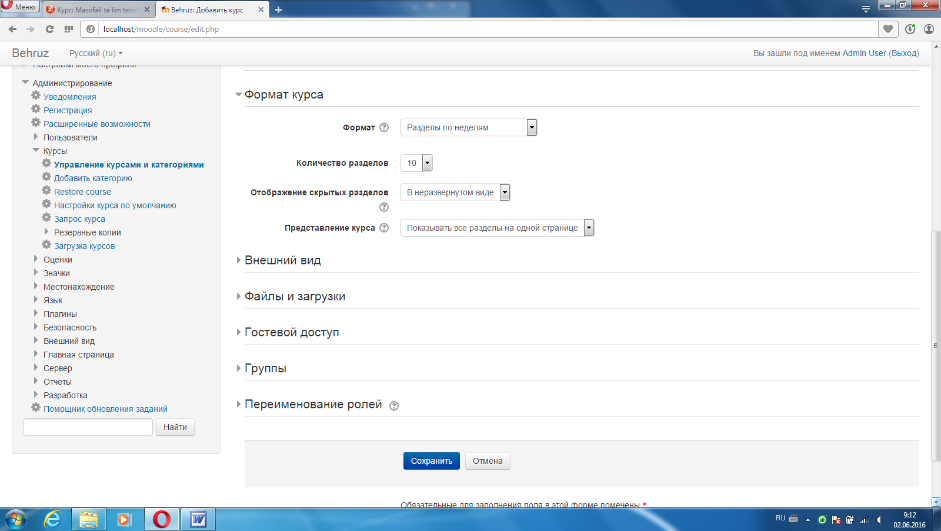 Меню
Курс: Masofali ta'lim texn
Behruz: Добавить курс
localhost/moodle/course/edit.php
Behruz Русский (ru)
Вы зашли под именем Admin User (Выход)
Администрирование
Уведомления
Регистрация
Расширенные возможности
Пользователи
Курсы
Управление курсами и категориями
Добавить категорию
Restore course
Настройки курса по умолчанию
Запрос курса
Резервные копии
Загрузка курсов
Оценки
Значки
Местонахождение
Язык
Плагины
Безопасность
Внешний вид
Главная страница
Сервер
Отчеты
Разработка
Помощник обновления заданий
Найти
Формат курса
Формат Разделы по неделям
Количество разделов 10
Отображение скрытых разделов В неразвернутом виде
Представление курса Показывать все разделы на одной странице
Внешний вид
Файлы и загрузки
Гостевой доступ
Группы
Переименование ролей
Сохранить Отмена
Обязательные для заполнения поля в этой форме помечены *
RU 9:12
02.06.2016